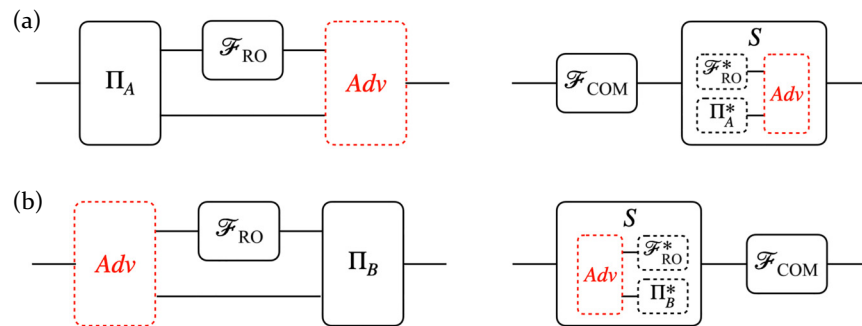 (a)
Π_A
ℱ_RO
Adv
ℱ_COM
S
ℱ*_RO
Π*_A
Adv
(b)
Adv
ℱ_RO
Π_B
S
Adv
ℱ*_RO
Π*_B
ℱ_COM